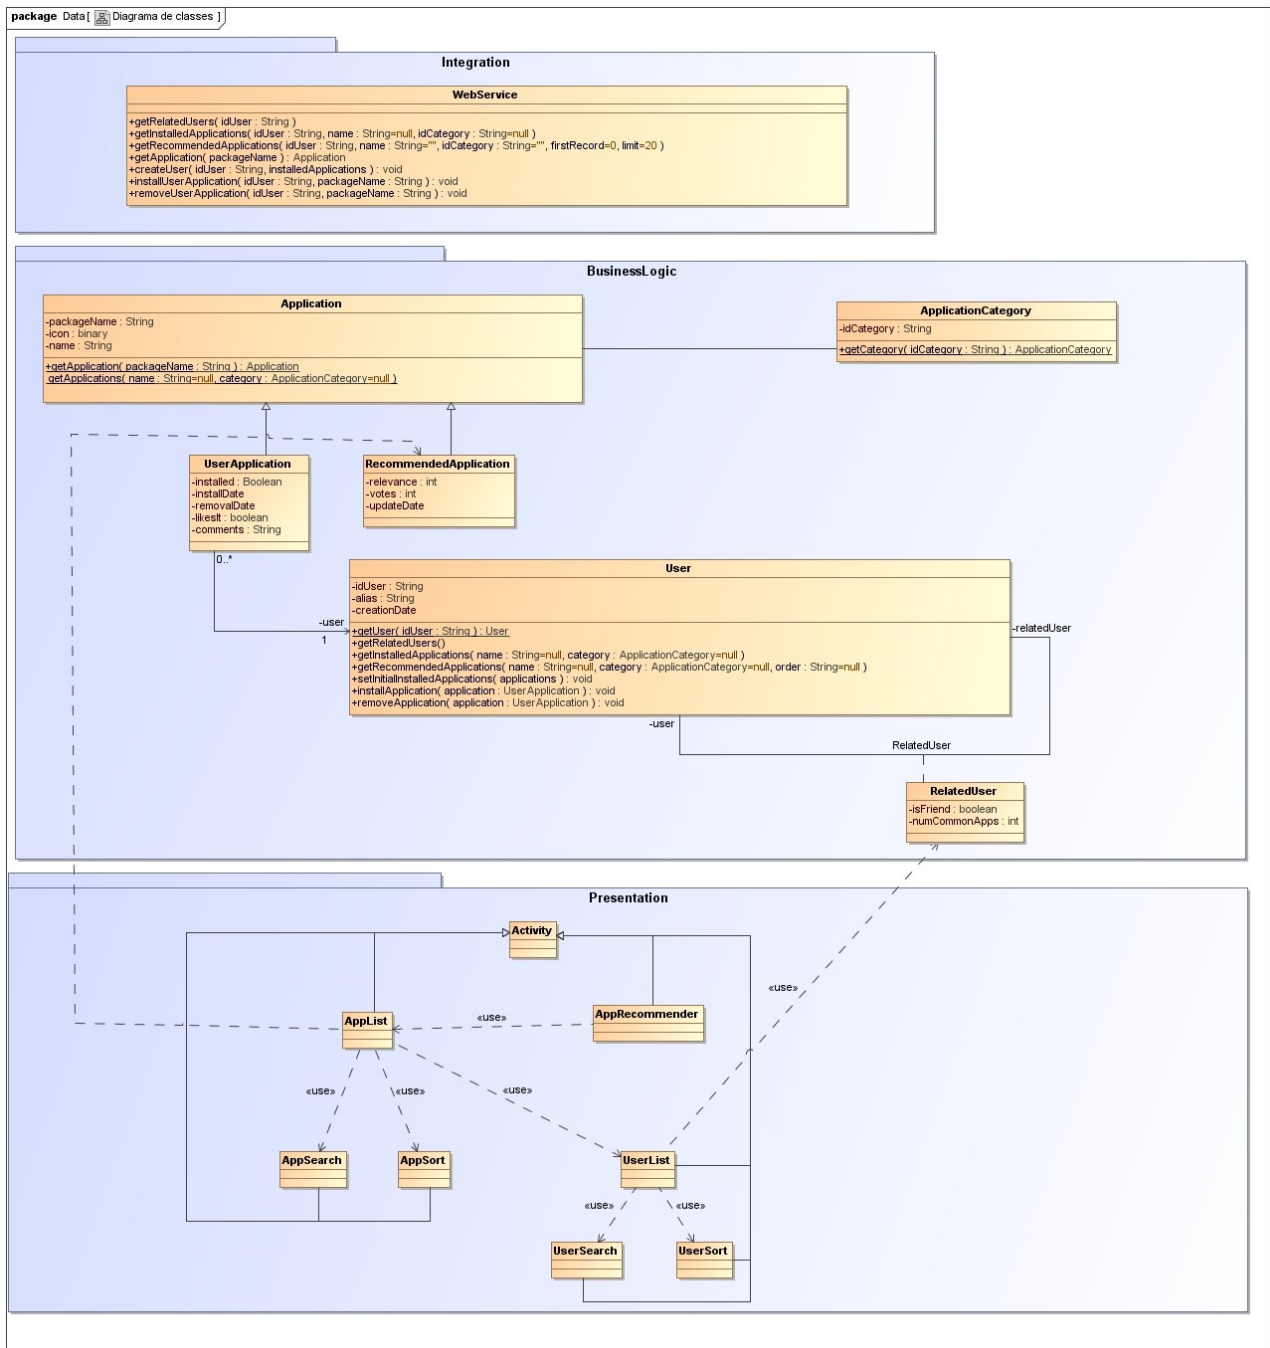 package Data [ Diagrama de classes ]
Integration
WebService
+getRelatedUsers( idUser : String )
+getInstalledApplications( idUser : String, name : String=null, idCategory : String=null )
+getRecommendedApplications( idUser : String, name : String="", idCategory : String="", firstRecord=0, limit=20 )
+getApplication( packageName ) : Application
+createUser( idUser : String, installedApplications ) : void
+installUserApplication( idUser : String, packageName : String ) : void
+removeUserApplication( idUser : String, packageName : String ) : void
BusinessLogic
Application
-packageName : String
-icon : binary
-name : String
+getApplication( packageName : String ) : Application
getApplications( name : String=null, category : ApplicationCategory=null )
ApplicationCategory
-idCategory : String
+getCategory( idCategory : String ) : ApplicationCategory
UserApplication
-installed : Boolean
-installDate
-removalDate
-likesIt : boolean
-comments : String
RecommendedApplication
-relevance : int
-votes : int
-updateDate
0..*
-user
1
User
-idUser : String
-alias : String
-creationDate
+getUser( idUser : String ) : User
+getRelatedUsers()
+getInstalledApplications( name : String=null, category : ApplicationCategory=null )
+getRecommendedApplications( name : String=null, category : ApplicationCategory=null, order : String=null )
+setInitialInstalledApplications( applications ) : void
+installApplication( application : UserApplication ) : void
+removeApplication( application : UserApplication ) : void
-relatedUser
-user
RelatedUser
RelatedUser
-isFriend : boolean
-numCommonApps : int
Presentation
Activity
«use»
AppRecommender
AppList
«use»
«use»
«use»
«use»
AppSearch
AppSort
UserList
«use»
«use»
UserSearch
UserSort